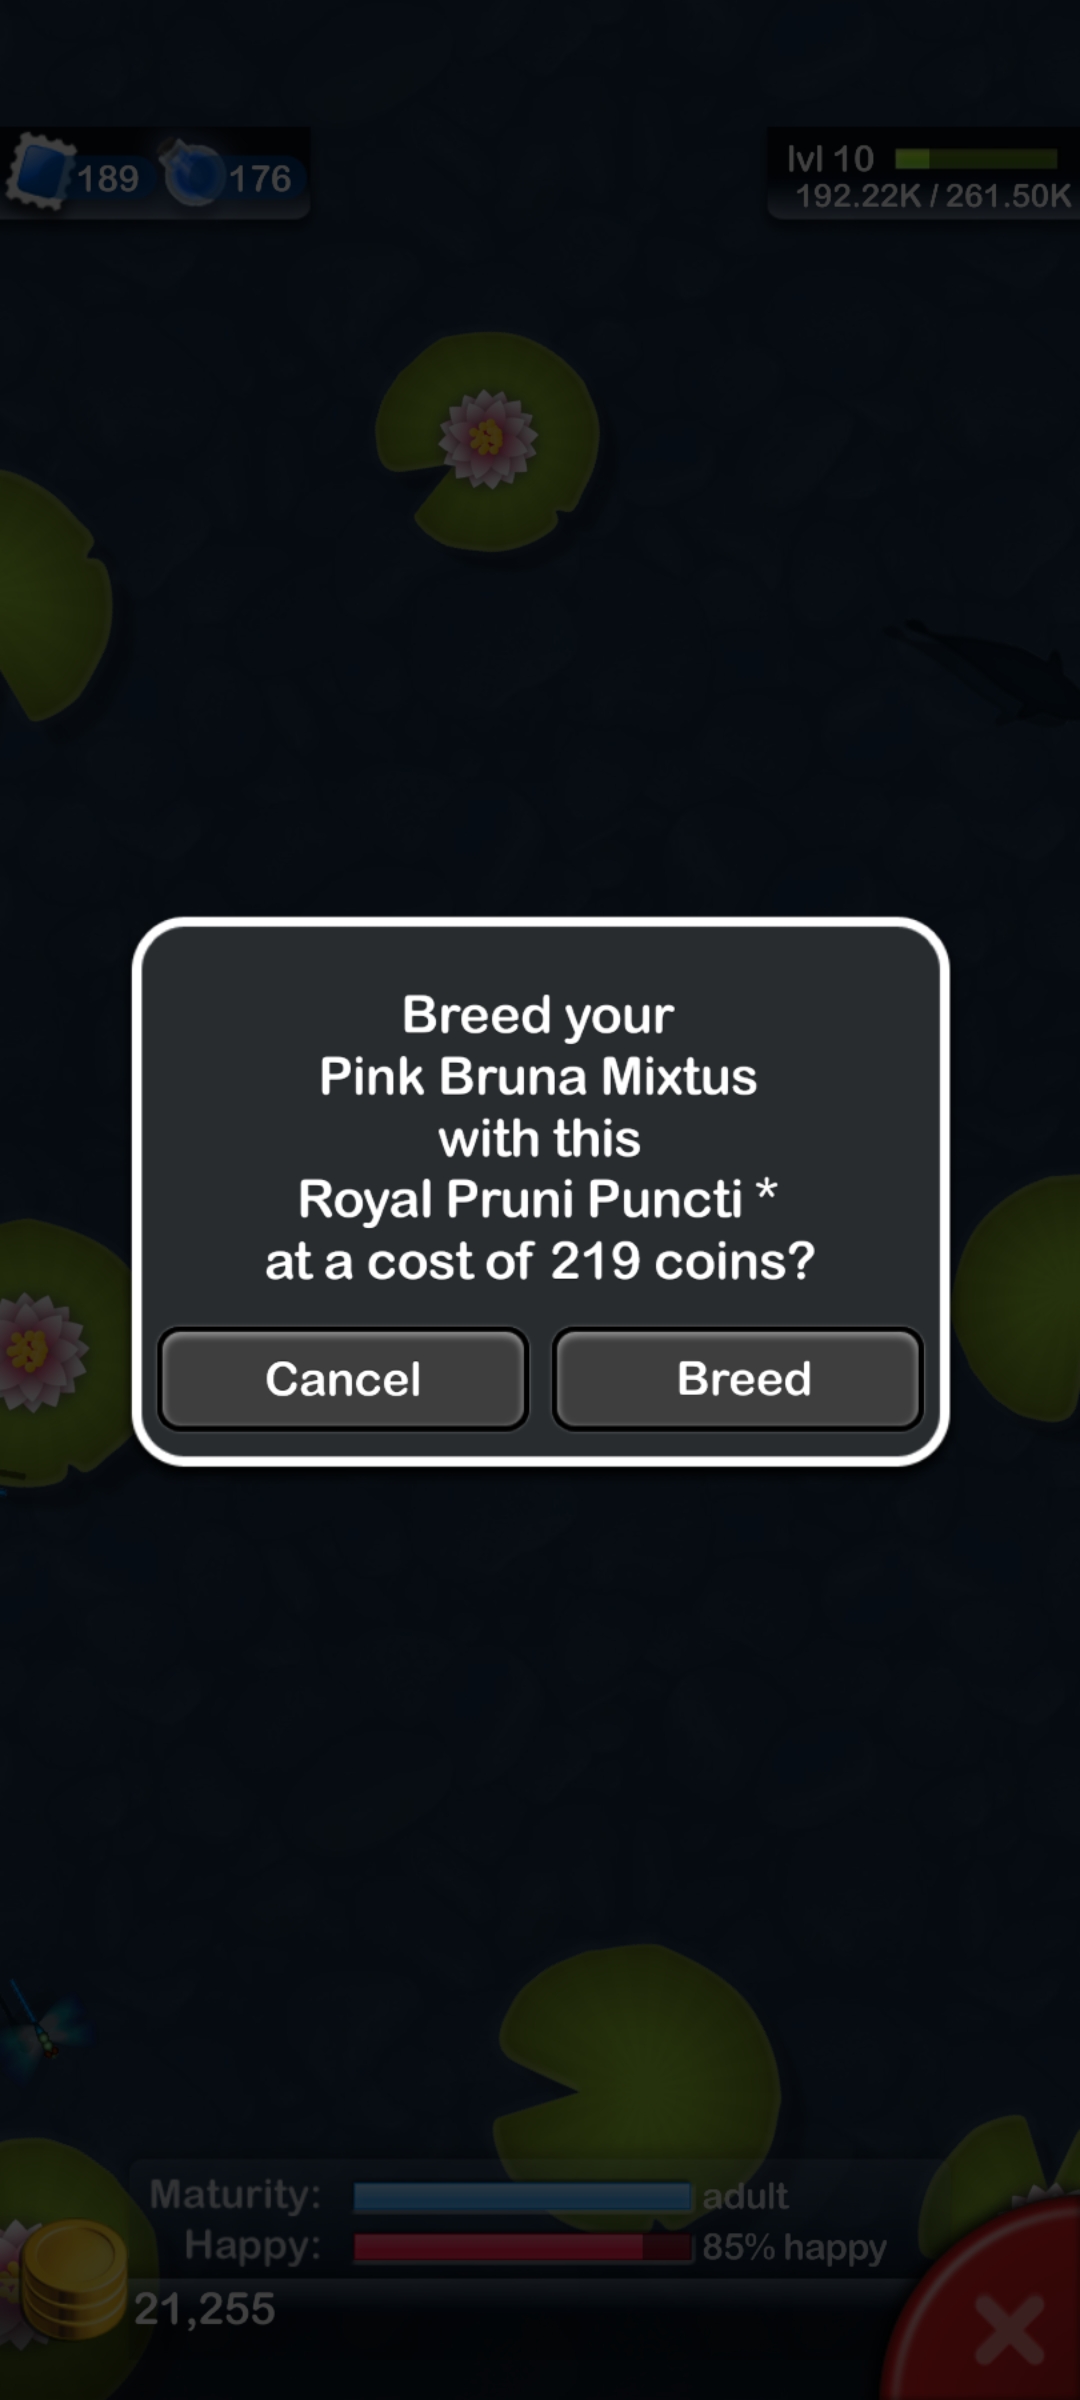 189
176
lvl 10
192.22K / 261.50K
Breed your
Pink Bruna Mixtus
with this
Royal Pruni Puncti *
at a cost of 219 coins?
Cancel
Breed
Maturity:
adult
Happy:
85% happy
21,255